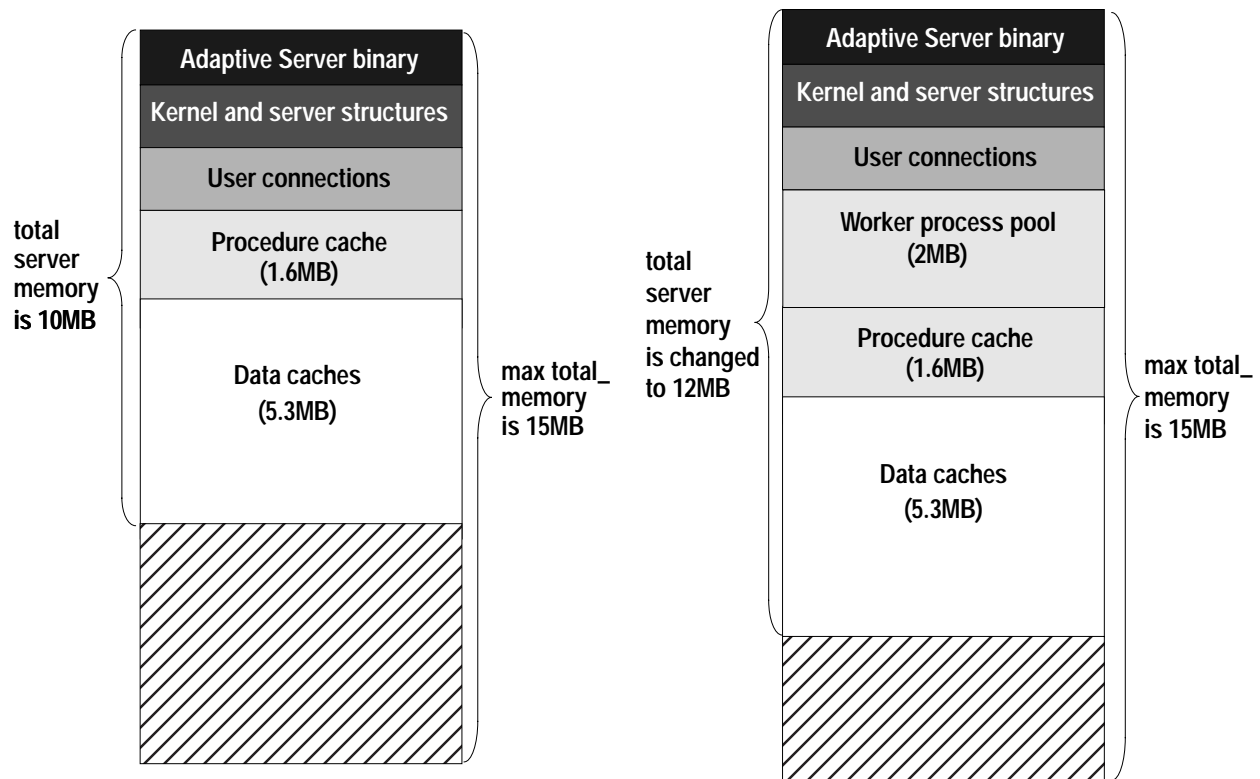 Adaptive Server binary
Kernel and server structures
User connections
Procedure cache
(1.6MB)
Data caches
(5.3MB)
total
server
memory
is 10MB
max total_
memory
is 15MB
Adaptive Server binary
Kernel and server structures
User connections
Worker process pool
(2MB)
Procedure cache
(1.6MB)
Data caches
(5.3MB)
total
server
memory
is changed
to 12MB
max total_
memory
is 15MB